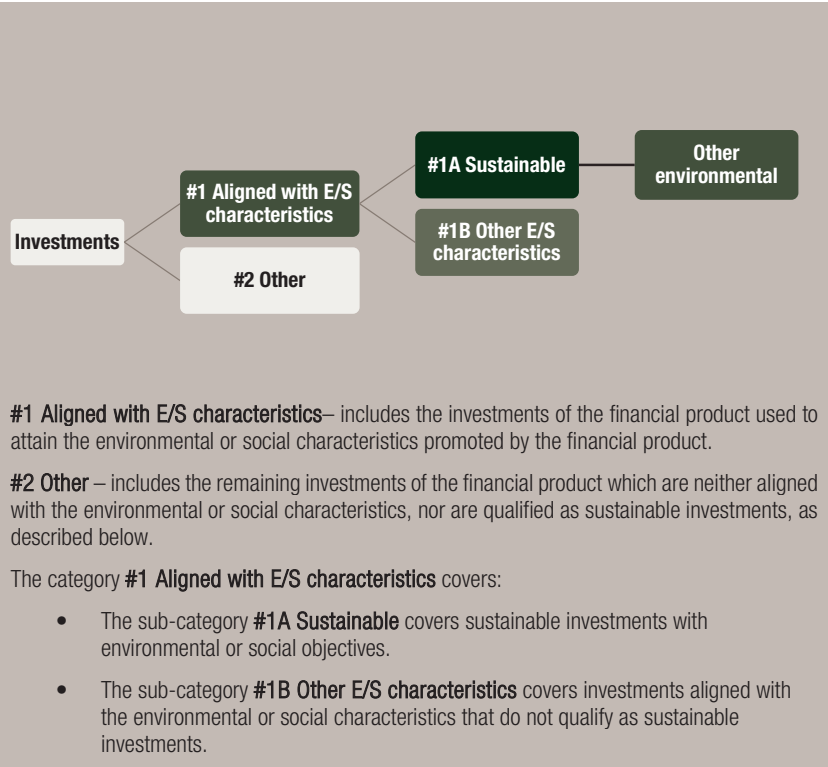 #1A Sustainable
Other
environmental
#1 Aligned with E/S
characteristics
#1B Other E/S
characteristics
Investments
#2 Other
#1 Aligned with E/S characteristics– includes the investments of the financial product used to
attain the environmental or social characteristics promoted by the financial product.
#2 Other – includes the remaining investments of the financial product which are neither aligned
with the environmental or social characteristics, nor are qualified as sustainable investments, as
described below.
The category #1 Aligned with E/S characteristics covers:
• The sub-category #1A Sustainable covers sustainable investments with
environmental or social objectives.
• The sub-category #1B Other E/S characteristics covers investments aligned with
the environmental or social characteristics that do not qualify as sustainable
investments.